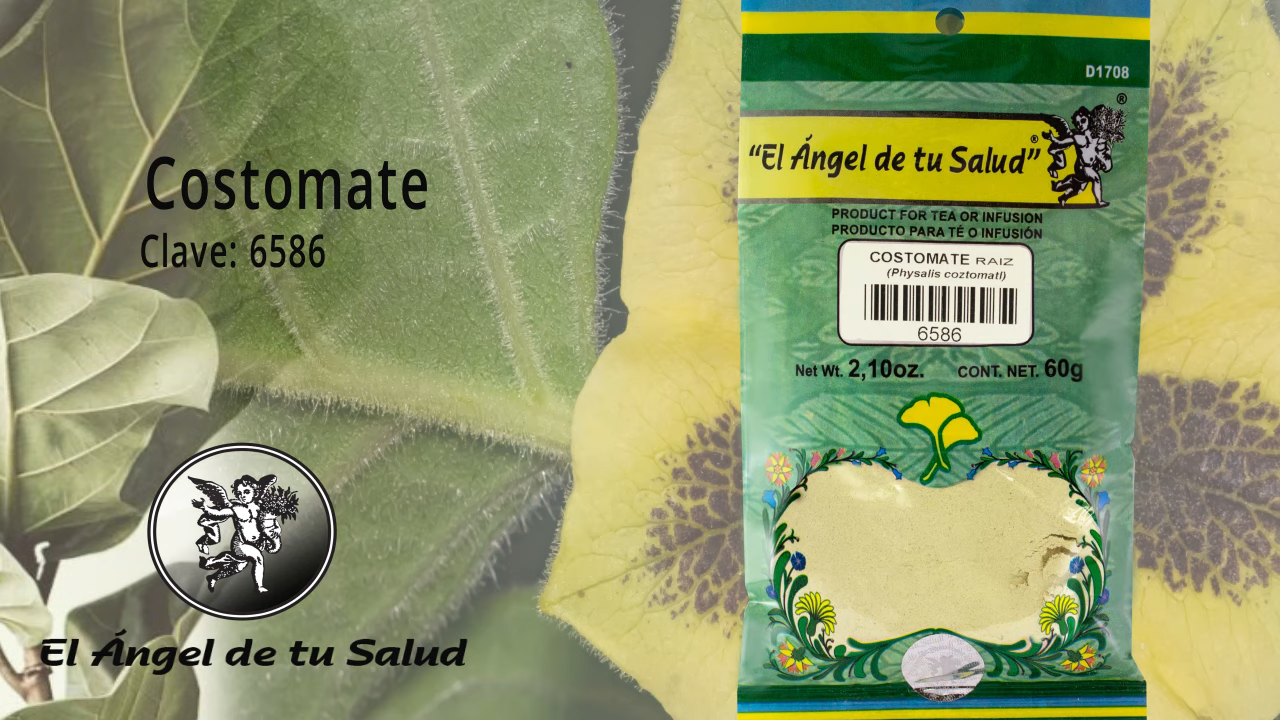 Costomate
Clave: 6586
El Ángel de tu Salud
D1708
®
“El Ángel de tu Salud”®
PRODUCT FOR TEA OR INFUSION
PRODUCTO PARA TÉ O INFUSIÓN
COSTOMATE RAIZ
(Physalis coztomatl)
6586
Net Wt. 2,10oz. CONT. NET. 60g